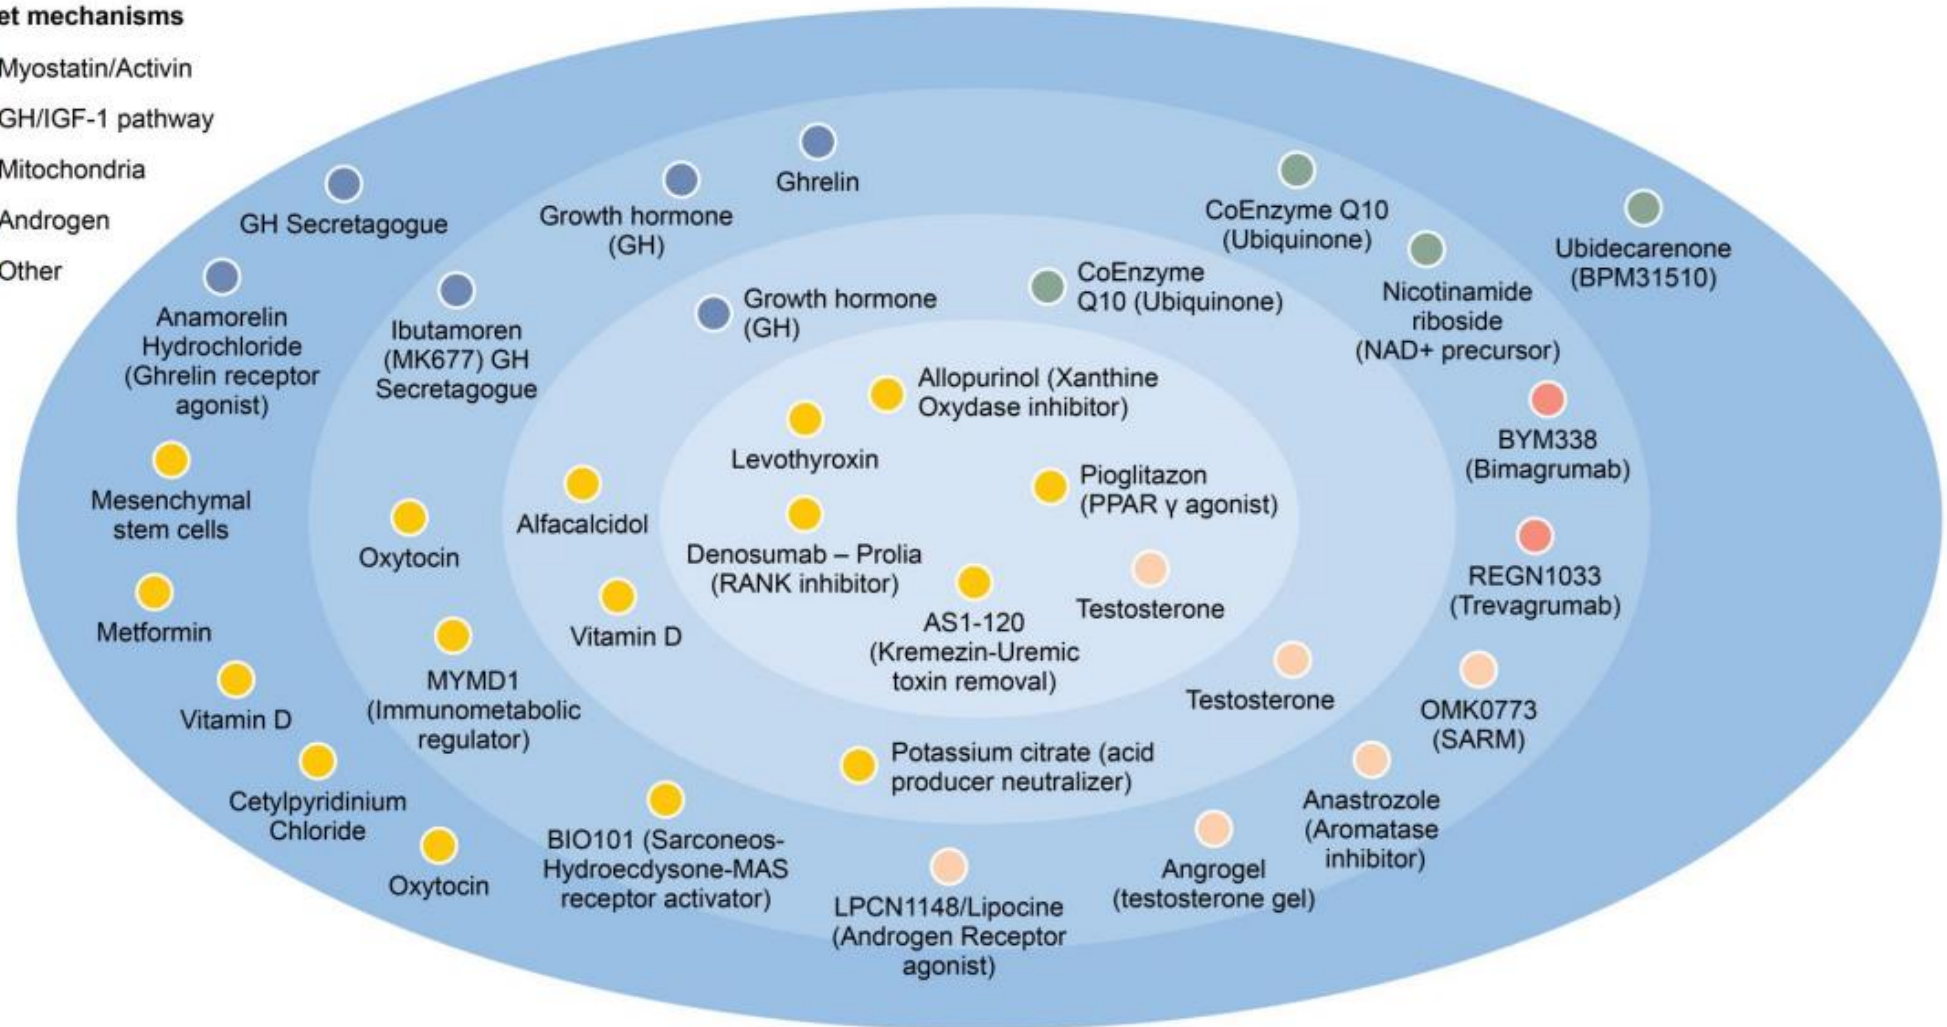 et mechanisms
Myostatin/Activin
GH/IGF-1 pathway
Mitochondria
Androgen
Other
GH Secretagogue
Anamorelin
Hydrochloride
(Ghrelin receptor
agonist)
Mesenchymal
stem cells
Metformin
Vitamin D
Cetylpyridinium
Chloride
Oxytocin
Ubidecarenone
(BPM31510)
Ghrelin
Growth hormone
(GH)
Ibutamoren
(MK677) GH
Secretagogue
Oxytocin
MYMD1
(Immunometabolic
regulator)
BIO101 (Sarconeos-
Hydroecdysone-MAS
receptor activator)
LPCN1148/Lipocine
(Androgen Receptor
agonist)
Angrogel
(testosterone gel)
Anastrozole
(Aromatase
inhibitor)
OMK0773
(SARM)
REGN1033
(Trevagrumab)
BYM338
(Bimagrumab)
Nicotinamide
riboside
(NAD+ precursor)
CoEnzyme Q10
(Ubiquinone)
Growth hormone
(GH)
CoEnzyme
Q10 (Ubiquinone)
Alfacalcidol
Vitamin D
Potassium citrate (acid
producer neutralizer)
Testosterone
Allopurinol (Xanthine
Oxydase inhibitor)
Levothyroxin
Pioglitazon
(PPAR γ agonist)
Denosumab – Prolia
(RANK inhibitor)
AS1-120
(Kremezin-Uremic
toxin removal)
Testosterone